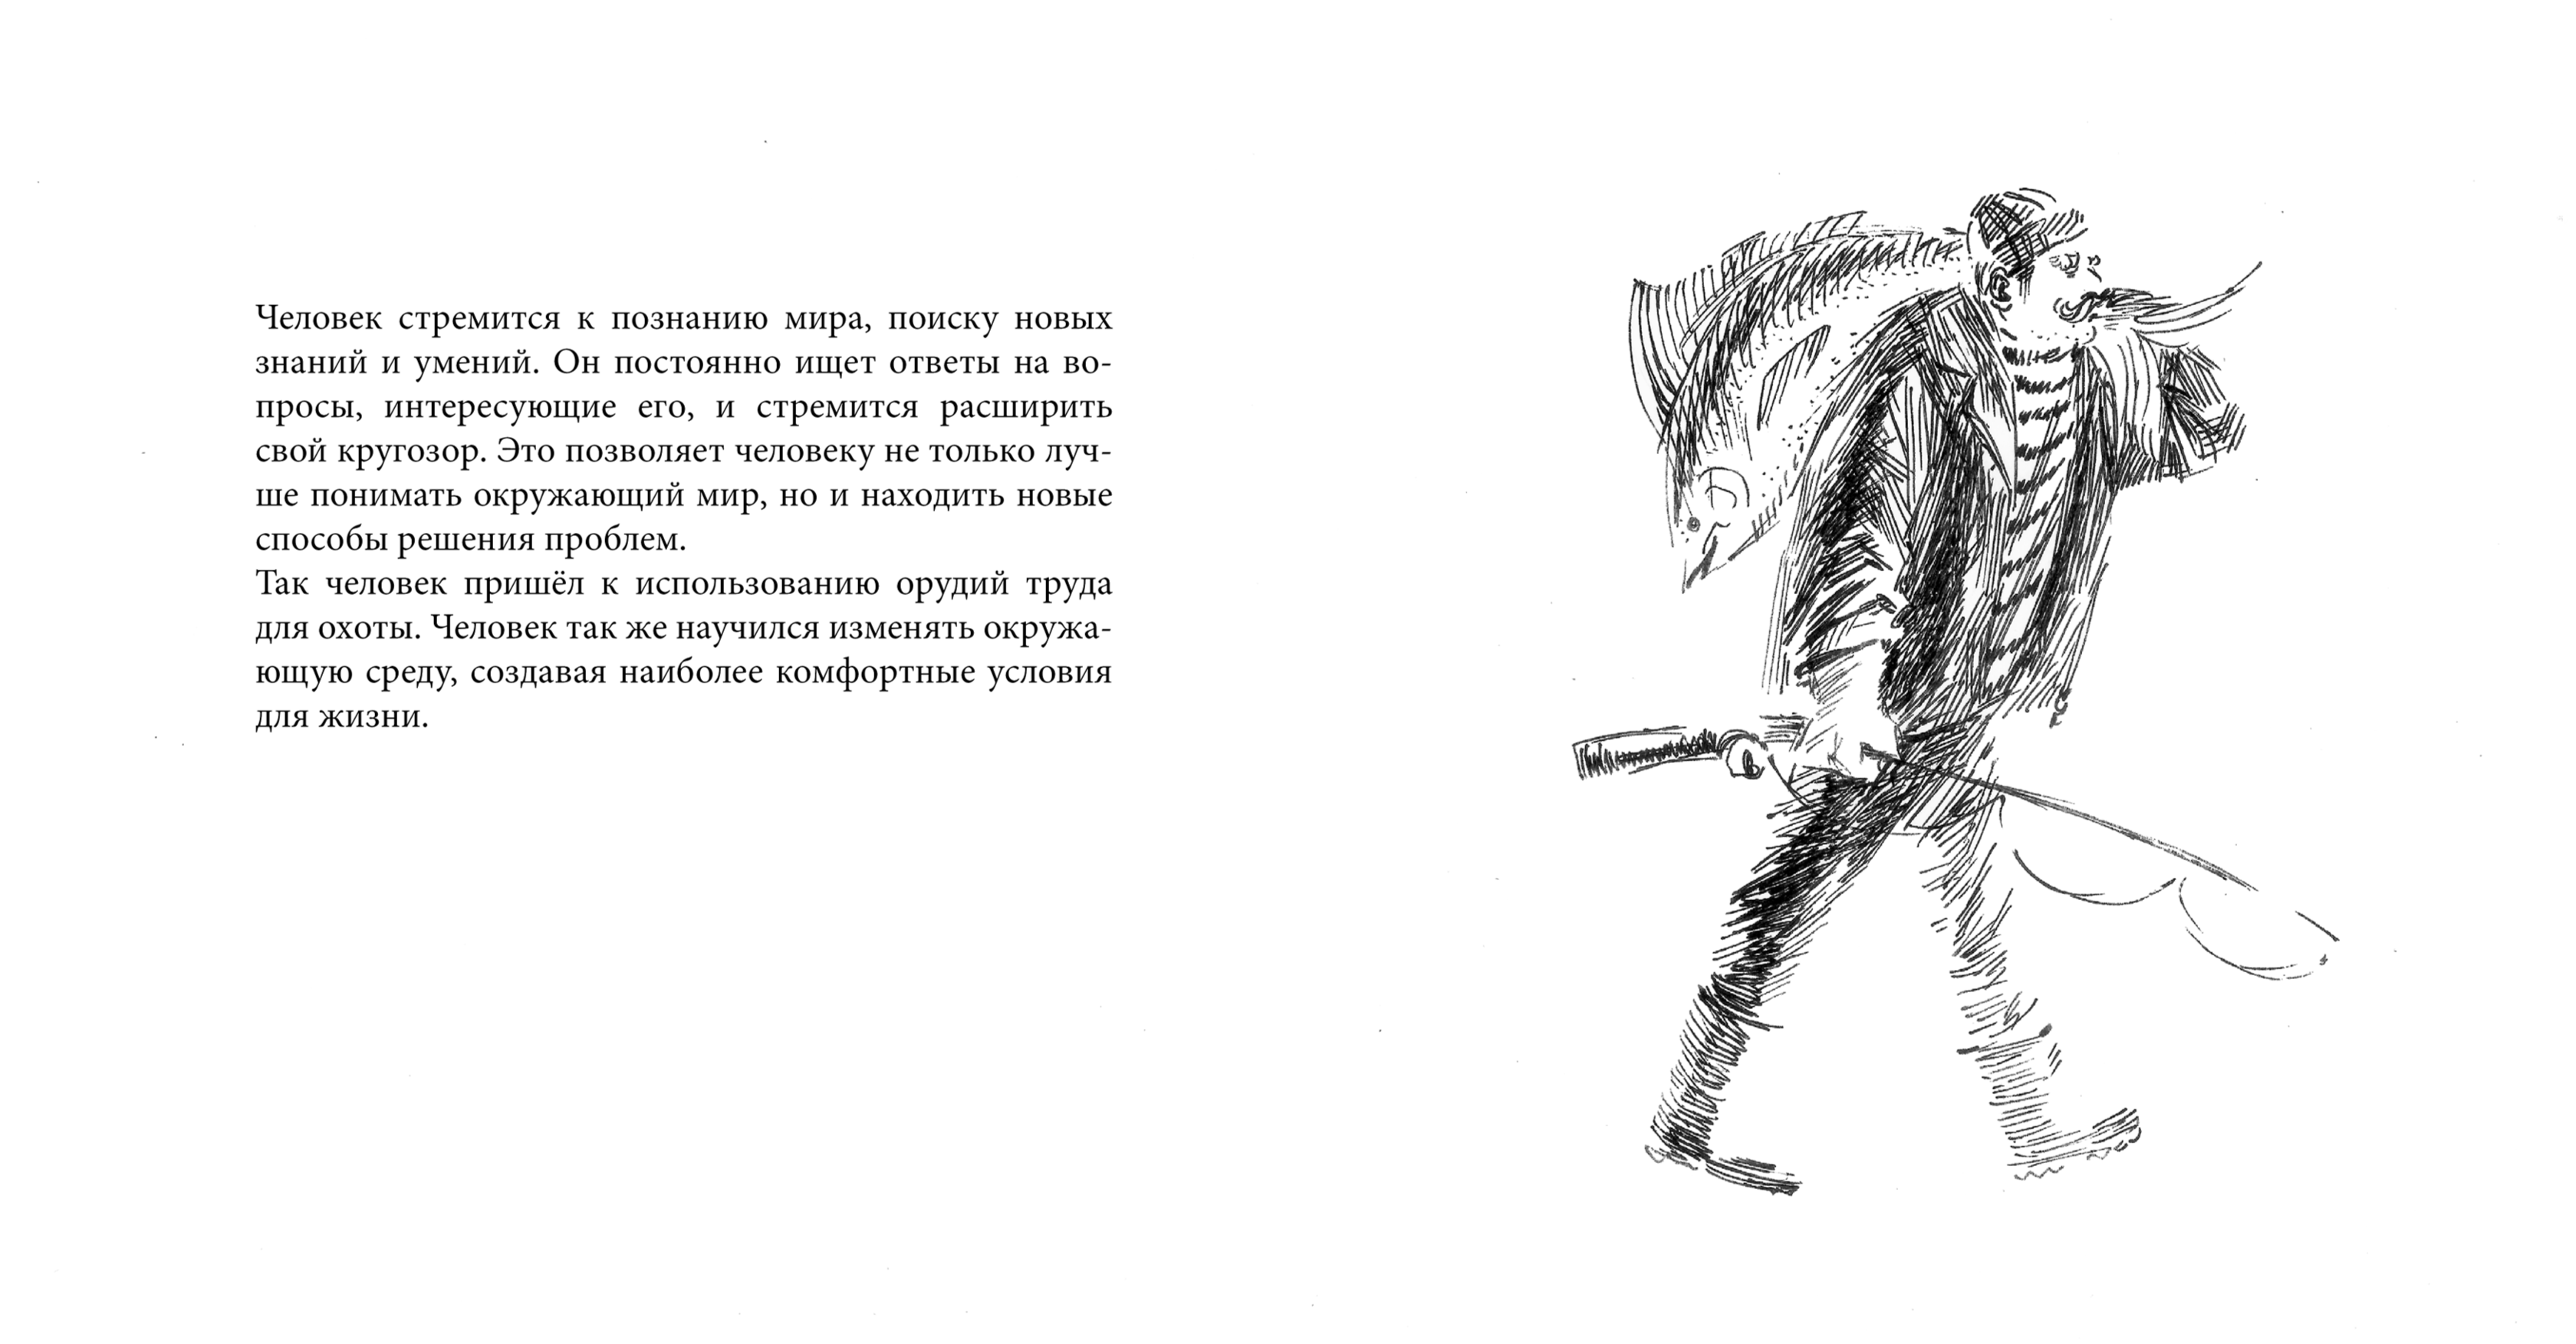 Человек стремится к познанию мира, поиску новых
знаний и умений. Он постоянно ищет ответы на во-
просы, интересующие его, и стремится расширить
свой кругозор. Это позволяет человеку не только луч-
ше понимать окружающий мир, но и находить новые
способы решения проблем.
Так человек пришёл к использованию орудий труда
для охоты. Человек так же научился изменять окружа-
ющую среду, создавая наиболее комфортные условия
для жизни.